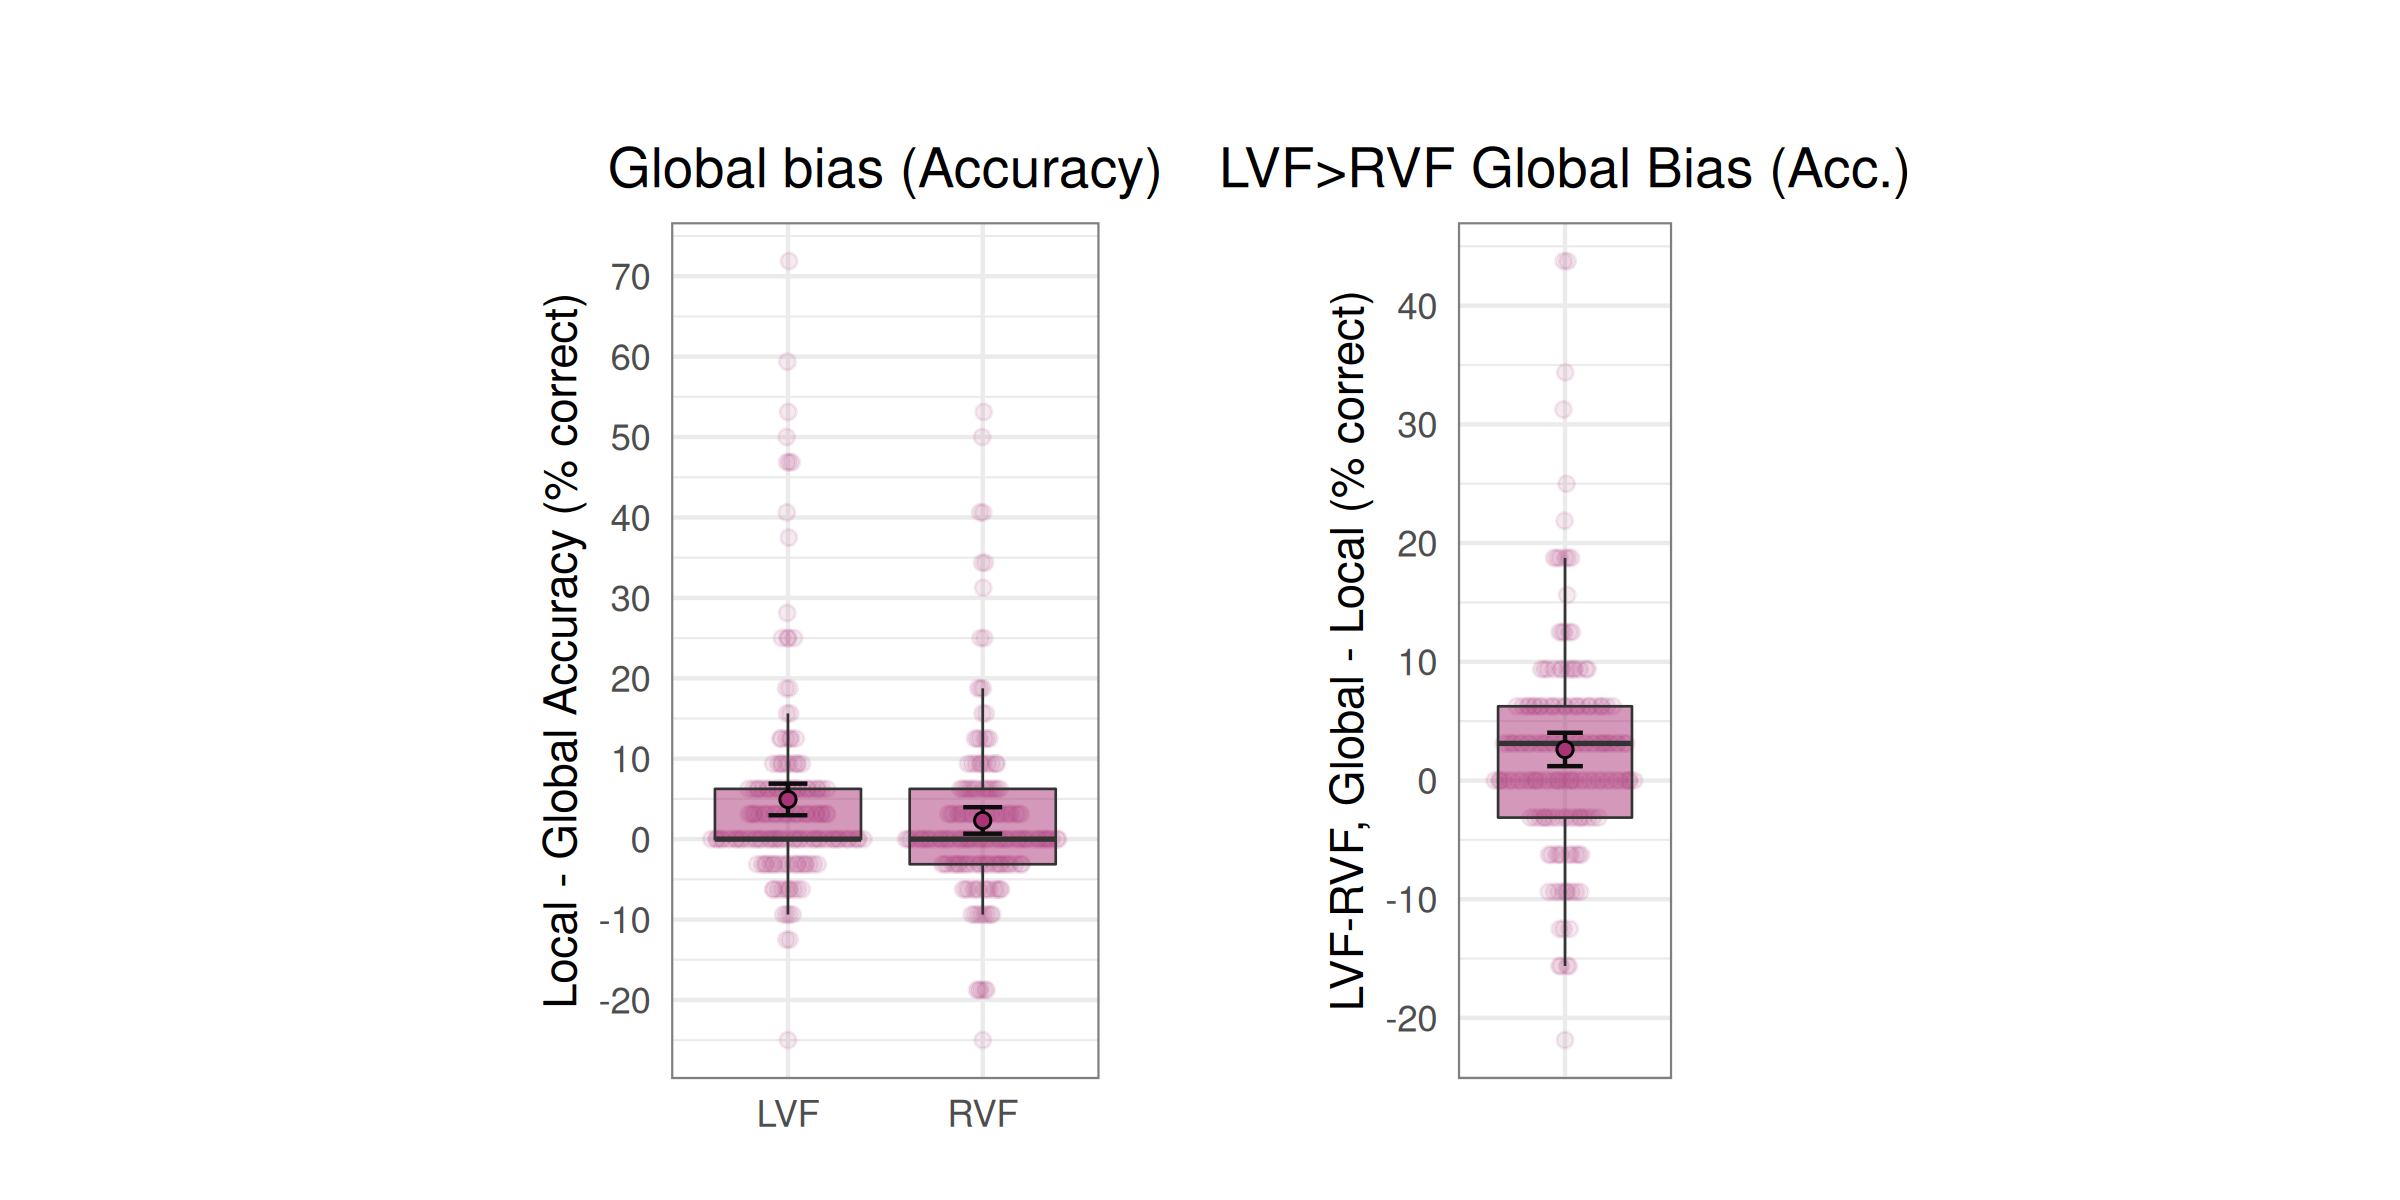 Global bias (Accuracy)
Local - Global Accuracy (% correct)
70
60
50
40
30
20
10
0
-10
-20
LVF
RVF
LVF>RVF Global Bias (Acc.)
LVF-RVF, Global - Local (% correct)
40
30
20
10
0
-10
-20